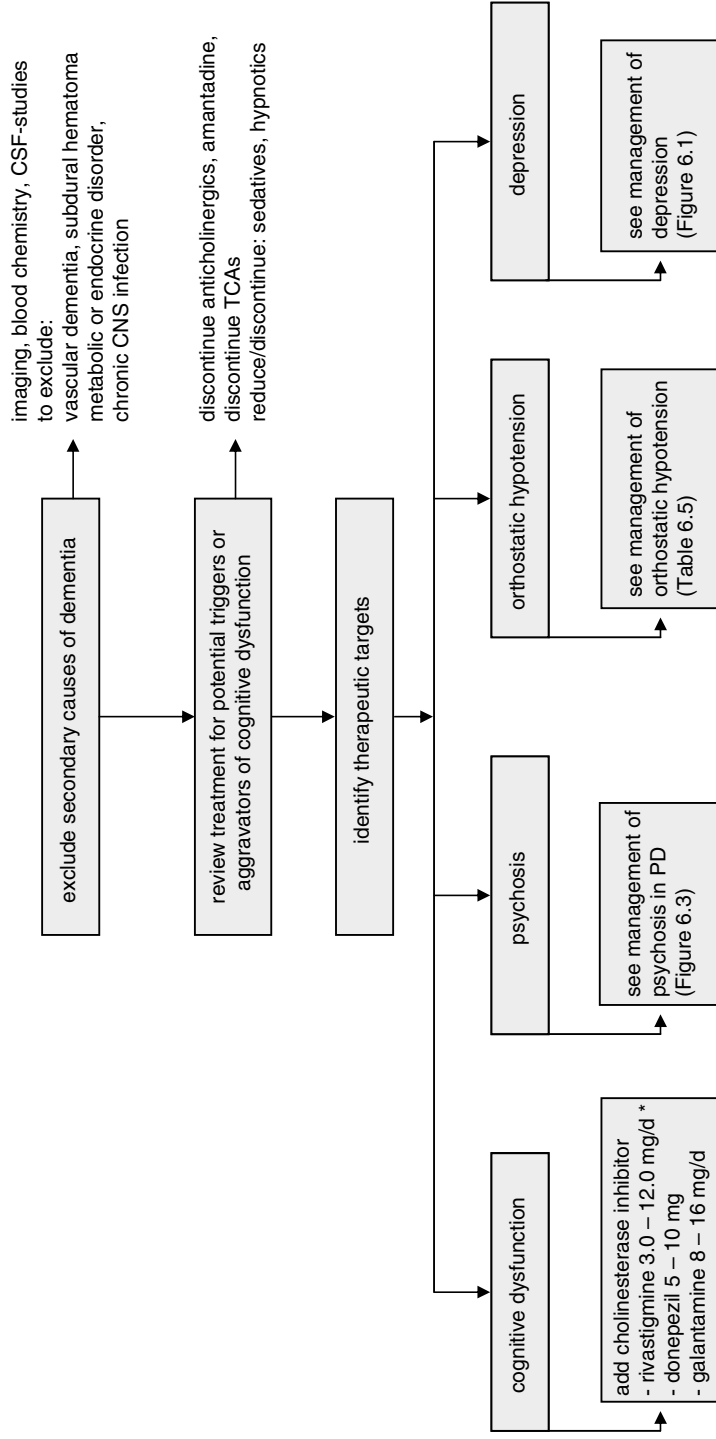 exclude secondary causes of dementia
imaging, blood chemistry, CSF-studies
to exclude:
vascular dementia, subdural hematoma
metabolic or endocrine disorder,
chronic CNS infection
review treatment for potential triggers or
aggravators of cognitive dysfunction
discontinue anticholinergics, amantadine,
discontinue TCAs
reduce/discontinue: sedatives, hypnotics
identify therapeutic targets
cognitive dysfunction
psychosis
orthostatic hypotension
depression
add cholinesterase inhibitor
- rivastigmine 3.0 – 12.0 mg/d *
- donepezil 5 – 10 mg
- galantamine 8 – 16 mg/d
see management of
psychosis in PD
(Figure 6.3)
see management of
orthostatic hypotension
(Table 6.5)
see management of
depression
(Figure 6.1)